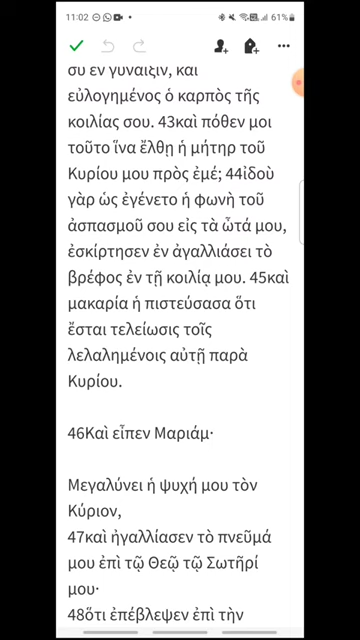 11:02
61%
σὺ ἐν γυναιξίν, καὶ
εὐλογημένος ὁ καρπὸς τῆς
κοιλίας σου. 43καὶ πόθεν μοι
τοῦτο ἵνα ἔλθῃ ἡ μήτηρ τοῦ
Κυρίου μου πρὸς ἐμέ; 44ἰδοὺ
γὰρ ὡς ἐγένετο ἡ φωνὴ τοῦ
ἀσπασμοῦ σου εἰς τὰ ὦτά μου,
ἐσκίρτησεν ἐν ἀγαλλιάσει τὸ
βρέφος ἐν τῇ κοιλίᾳ μου. 45καὶ
μακαρία ἡ πιστεύσασα ὅτι
ἔσται τελείωσις τοῖς
λελαλημένοις αὐτῇ παρὰ
Κυρίου.
46Καὶ εἶπεν Μαριάμ·
Μεγαλύνει ἡ ψυχή μου τὸν
Κύριον,
47καὶ ἠγαλλίασεν τὸ πνεῦμά
μου ἐπὶ τῷ Θεῷ τῷ Σωτῆρί
μου·
48ὅτι ἐπέβλεψεν ἐπὶ τὴν